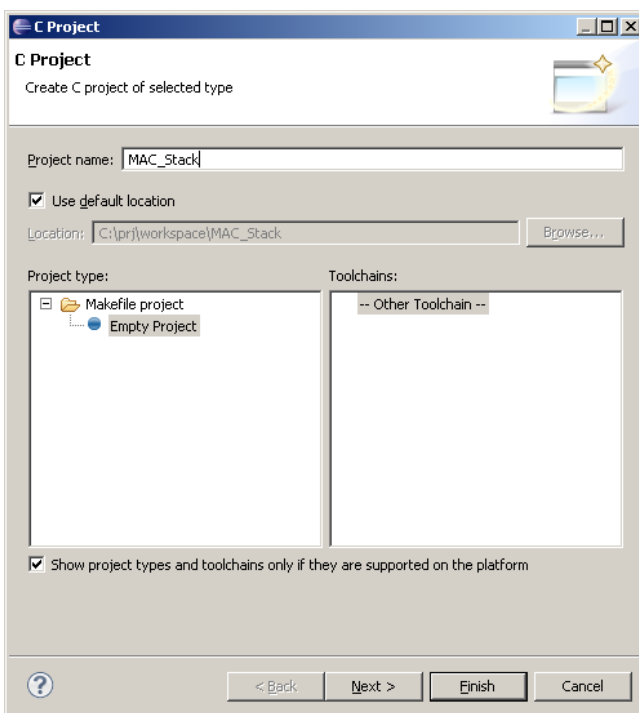 C Project
C Project
Create C project of selected type
Project name: MAC_Stack
Use default location
Location: C:\prj\workspace\MAC_Stack Browse...
Project type: Toolchains:
Makefile project -- Other Toolchain --
Empty Project
Show project types and toolchains only if they are supported on the platform
? < Back Next > Finish Cancel